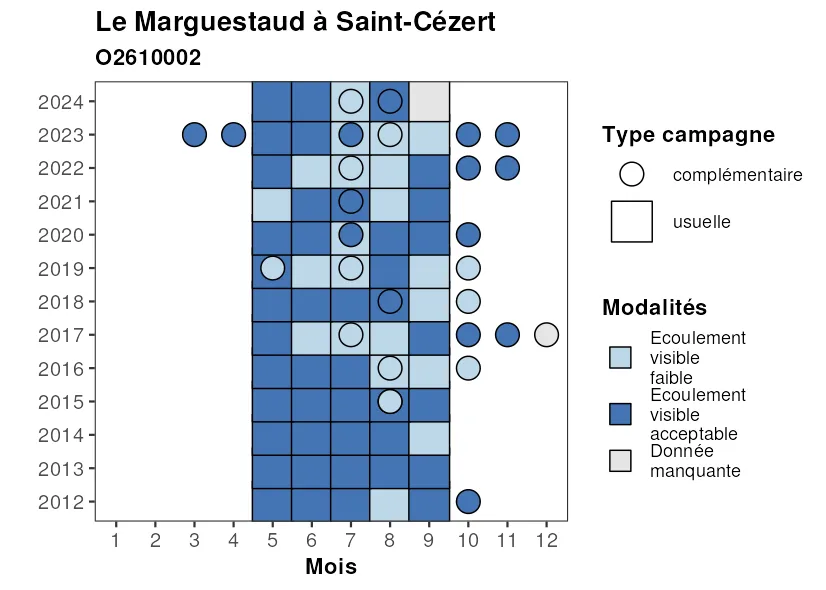 Le Marguestaud à Saint-Cézert
O2610002
2024
2023
2022
2021
2020
2019
2018
2017
2016
2015
2014
2013
2012
1 2 3 4 5 6 7 8 9 10 11 12
Mois
Type campagne
complémentaire
usuelle
Modalités
Ecoulement
visible
faible
Ecoulement
visible
acceptable
Donnée
manquante